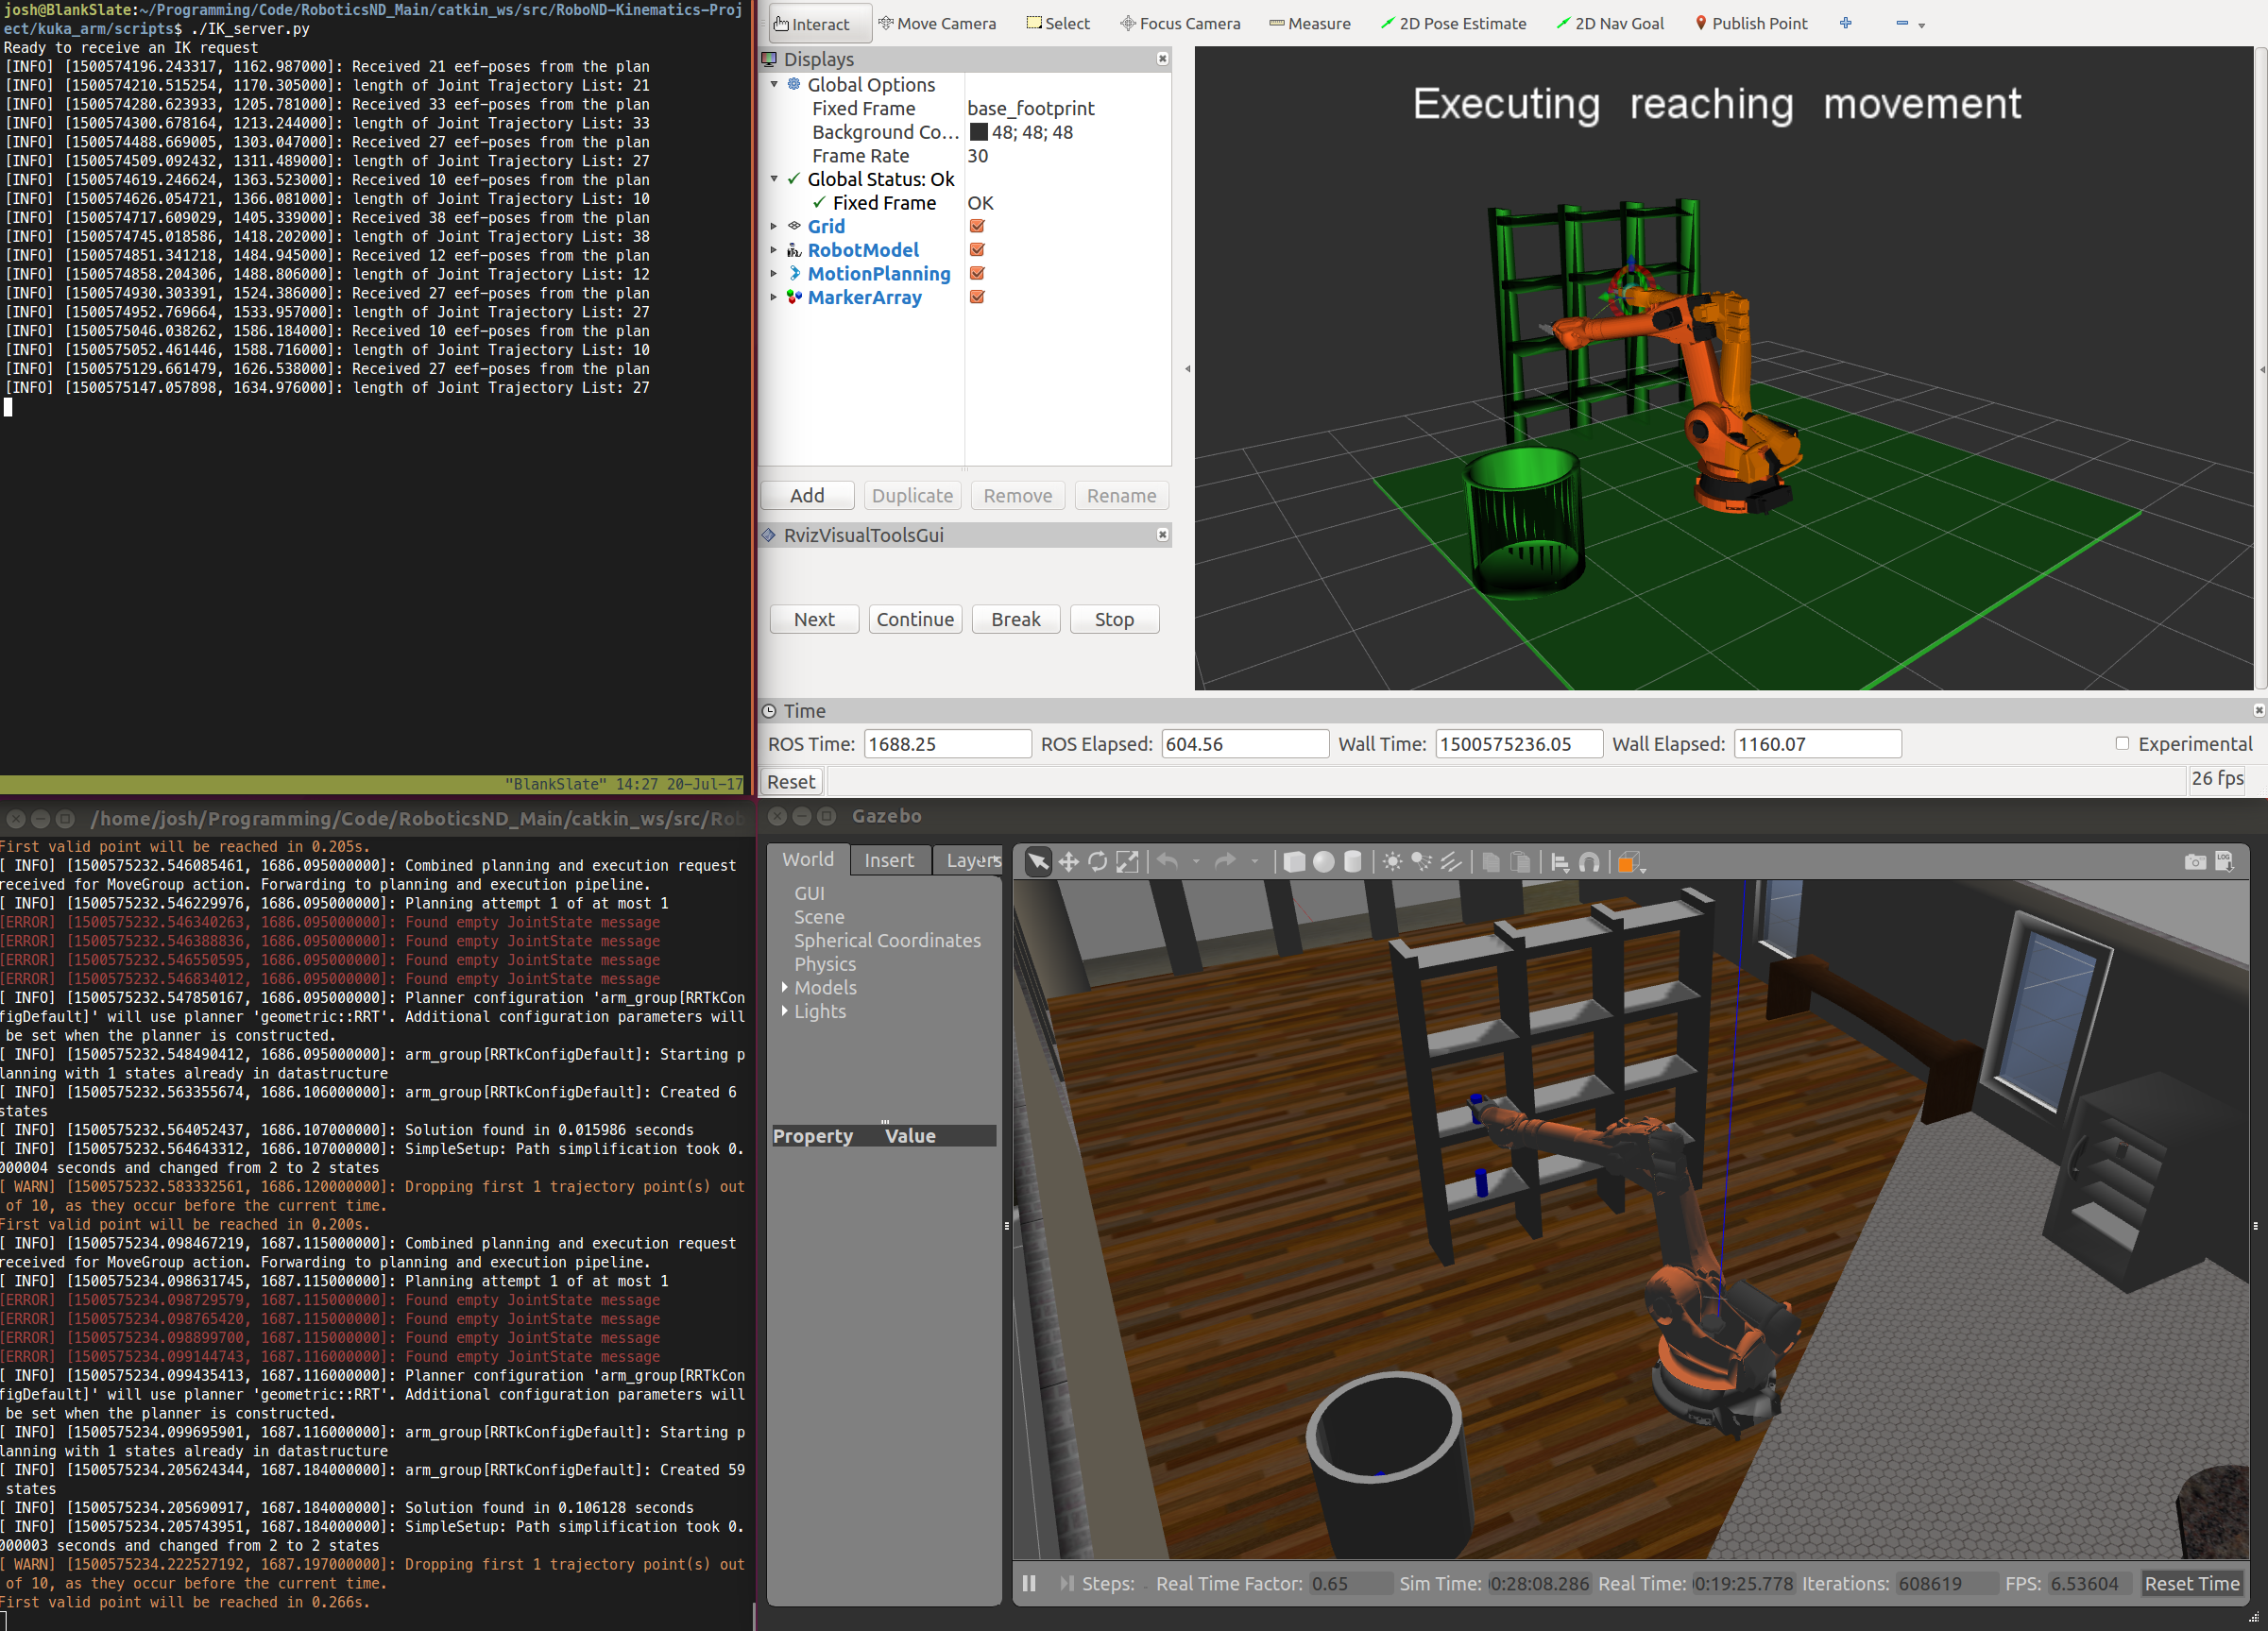 josh@BlankSlate:~/Programming/Code/RoboticsND_Main/catkin_ws/src/RoboND-Kinematics-Proj
ect/kuka_arm/scripts$ ./IK_server.py
Ready to receive an IK request
[INFO] [1500574196.243317, 1162.987000]: Received 21 eef-poses from the plan
[INFO] [1500574210.515254, 1170.305000]: length of Joint Trajectory List: 21
[INFO] [1500574280.623933, 1205.781000]: Received 33 eef-poses from the plan
[INFO] [1500574300.678164, 1213.244000]: length of Joint Trajectory List: 33
[INFO] [1500574488.669005, 1303.047000]: Received 27 eef-poses from the plan
[INFO] [1500574509.092432, 1311.489000]: length of Joint Trajectory List: 27
[INFO] [1500574619.246624, 1363.523000]: Received 10 eef-poses from the plan
[INFO] [1500574626.054721, 1366.081000]: length of Joint Trajectory List: 10
[INFO] [1500574717.609029, 1405.339000]: Received 38 eef-poses from the plan
[INFO] [1500574745.018586, 1418.202000]: length of Joint Trajectory List: 38
[INFO] [1500574851.341218, 1484.945000]: Received 12 eef-poses from the plan
[INFO] [1500574858.204306, 1488.806000]: length of Joint Trajectory List: 12
[INFO] [1500574930.303391, 1524.386000]: Received 27 eef-poses from the plan
[INFO] [1500574952.769664, 1533.957000]: length of Joint Trajectory List: 27
[INFO] [1500575046.038262, 1586.184000]: Received 10 eef-poses from the plan
[INFO] [1500575052.461446, 1588.716000]: length of Joint Trajectory List: 10
[INFO] [1500575129.661479, 1626.538000]: Received 27 eef-poses from the plan
[INFO] [1500575147.057898, 1634.976000]: length of Joint Trajectory List: 27
"BlankSlate" 14:27 20-Jul-17
Interact Move Camera Select Focus Camera Measure 2D Pose Estimate 2D Nav Goal Publish Point
Displays
Global Options
Fixed Frame base_footprint
Background Co... 48; 48; 48
Frame Rate 30
Global Status: Ok
Fixed Frame OK
Grid
RobotModel
MotionPlanning
MarkerArray
Add Duplicate Remove Rename
RvizVisualToolsGui
Next Continue Break Stop
Executing reaching movement
Time
ROS Time: 1688.25 ROS Elapsed: 604.56 Wall Time: 1500575236.05 Wall Elapsed: 1160.07 Experimental
Reset 26 fps
/home/josh/Programming/Code/RoboticsND_Main/catkin_ws/src/Rob
First valid point will be reached in 0.205s.
[ INFO] [1500575232.546085461, 1686.095000000]: Combined planning and execution request
received for MoveGroup action. Forwarding to planning and execution pipeline.
[ INFO] [1500575232.546229976, 1686.095000000]: Planning attempt 1 of at most 1
[ERROR] [1500575232.546340263, 1686.095000000]: Found empty JointState message
[ERROR] [1500575232.546388836, 1686.095000000]: Found empty JointState message
[ERROR] [1500575232.546550595, 1686.095000000]: Found empty JointState message
[ERROR] [1500575232.546834012, 1686.095000000]: Found empty JointState message
[ INFO] [1500575232.547850167, 1686.095000000]: Planner configuration 'arm_group[RRTkCon
figDefault]' will use planner 'geometric::RRT'. Additional configuration parameters will
be set when the planner is constructed.
[ INFO] [1500575232.548490412, 1686.095000000]: arm_group[RRTkConfigDefault]: Starting p
lanning with 1 states already in datastructure
[ INFO] [1500575232.563355674, 1686.106000000]: arm_group[RRTkConfigDefault]: Created 6
states
[ INFO] [1500575232.564052437, 1686.107000000]: Solution found in 0.015986 seconds
[ INFO] [1500575232.564643312, 1686.107000000]: SimpleSetup: Path simplification took 0.
000004 seconds and changed from 2 to 2 states
[ WARN] [1500575232.583332561, 1686.120000000]: Dropping first 1 trajectory point(s) out
of 10, as they occur before the current time.
First valid point will be reached in 0.200s.
[ INFO] [1500575234.098467219, 1687.115000000]: Combined planning and execution request
received for MoveGroup action. Forwarding to planning and execution pipeline.
[ INFO] [1500575234.098631745, 1687.115000000]: Planning attempt 1 of at most 1
[ERROR] [1500575234.098729579, 1687.115000000]: Found empty JointState message
[ERROR] [1500575234.098765420, 1687.115000000]: Found empty JointState message
[ERROR] [1500575234.098899700, 1687.115000000]: Found empty JointState message
[ERROR] [1500575234.099144743, 1687.116000000]: Found empty JointState message
[ INFO] [1500575234.099435413, 1687.116000000]: Planner configuration 'arm_group[RRTkCon
figDefault]' will use planner 'geometric::RRT'. Additional configuration parameters will
be set when the planner is constructed.
[ INFO] [1500575234.099695901, 1687.116000000]: arm_group[RRTkConfigDefault]: Starting p
lanning with 1 states already in datastructure
[ INFO] [1500575234.205624344, 1687.184000000]: arm_group[RRTkConfigDefault]: Created 59
states
[ INFO] [1500575234.205690917, 1687.184000000]: Solution found in 0.106128 seconds
[ INFO] [1500575234.205743951, 1687.184000000]: SimpleSetup: Path simplification took 0.
000003 seconds and changed from 2 to 2 states
[ WARN] [1500575234.222527192, 1687.197000000]: Dropping first 1 trajectory point(s) out
of 10, as they occur before the current time.
First valid point will be reached in 0.266s.
Gazebo
World Insert Layers
GUI
Scene
Spherical Coordinates
Physics
Models
Lights
Property Value
LOG
Steps: Real Time Factor: 0.65 Sim Time: 0:28:08.286 Real Time: 0:19:25.778 Iterations: 608619 FPS: 6.53604 Reset Time